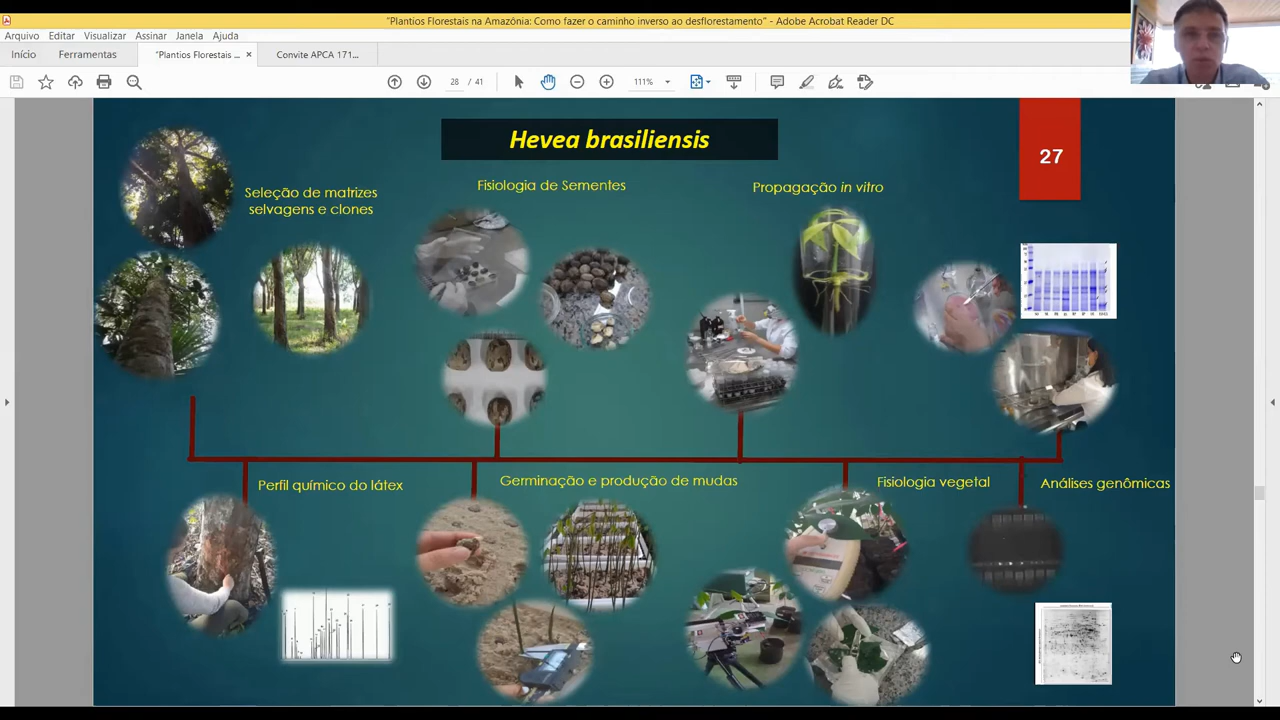 "Plantios Florestais na Amazônia: Como fazer o caminho inverso ao desflorestamento" - Adobe Acrobat Reader DC
Arquivo Editar Visualizar Assinar Janela Ajuda
Início Ferramentas "Plantios Florestais ... × Convite APCA 171...
28 / 41 111%
Hevea brasiliensis
27
Seleção de matrizes
selvagens e clones
Fisiologia de Sementes
Propagação in vitro
Perfil químico do látex
Germinação e produção de mudas
Fisiologia vegetal
Análises genômicas